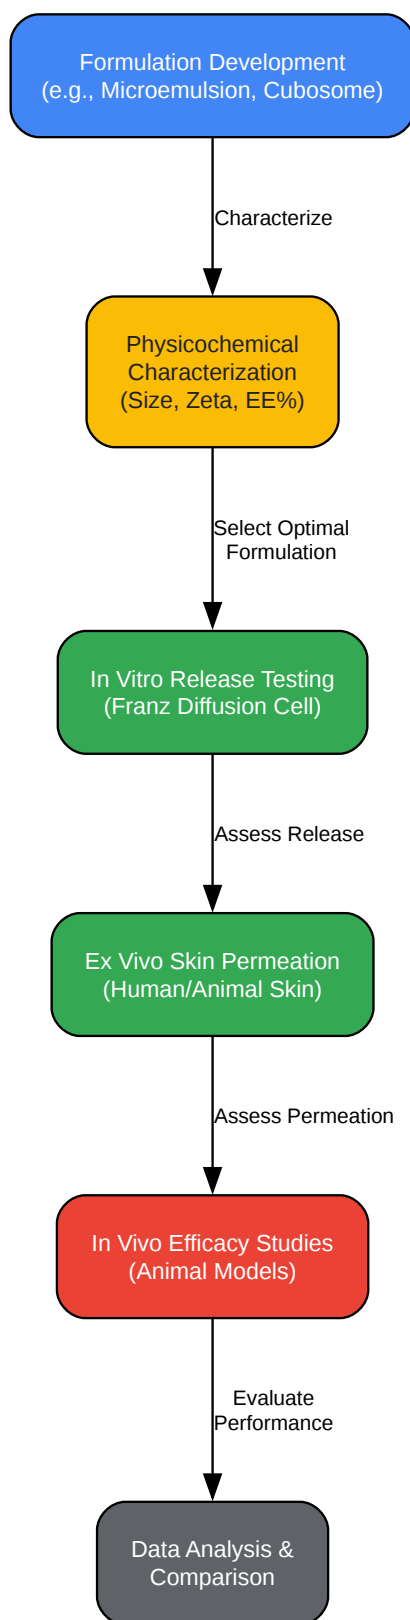 Formulation Development
(e.g., Microemulsion, Cubosome)
Characterize
Physicochemical
Characterization
(Size, Zeta, EE%)
Select Optimal
Formulation
In Vitro Release Testing
(Franz Diffusion Cell)
Assess Release
Ex Vivo Skin Permeation
(Human/Animal Skin)
Assess Permeation
In Vivo Efficacy Studies
(Animal Models)
Evaluate
Performance
Data Analysis &
Comparison